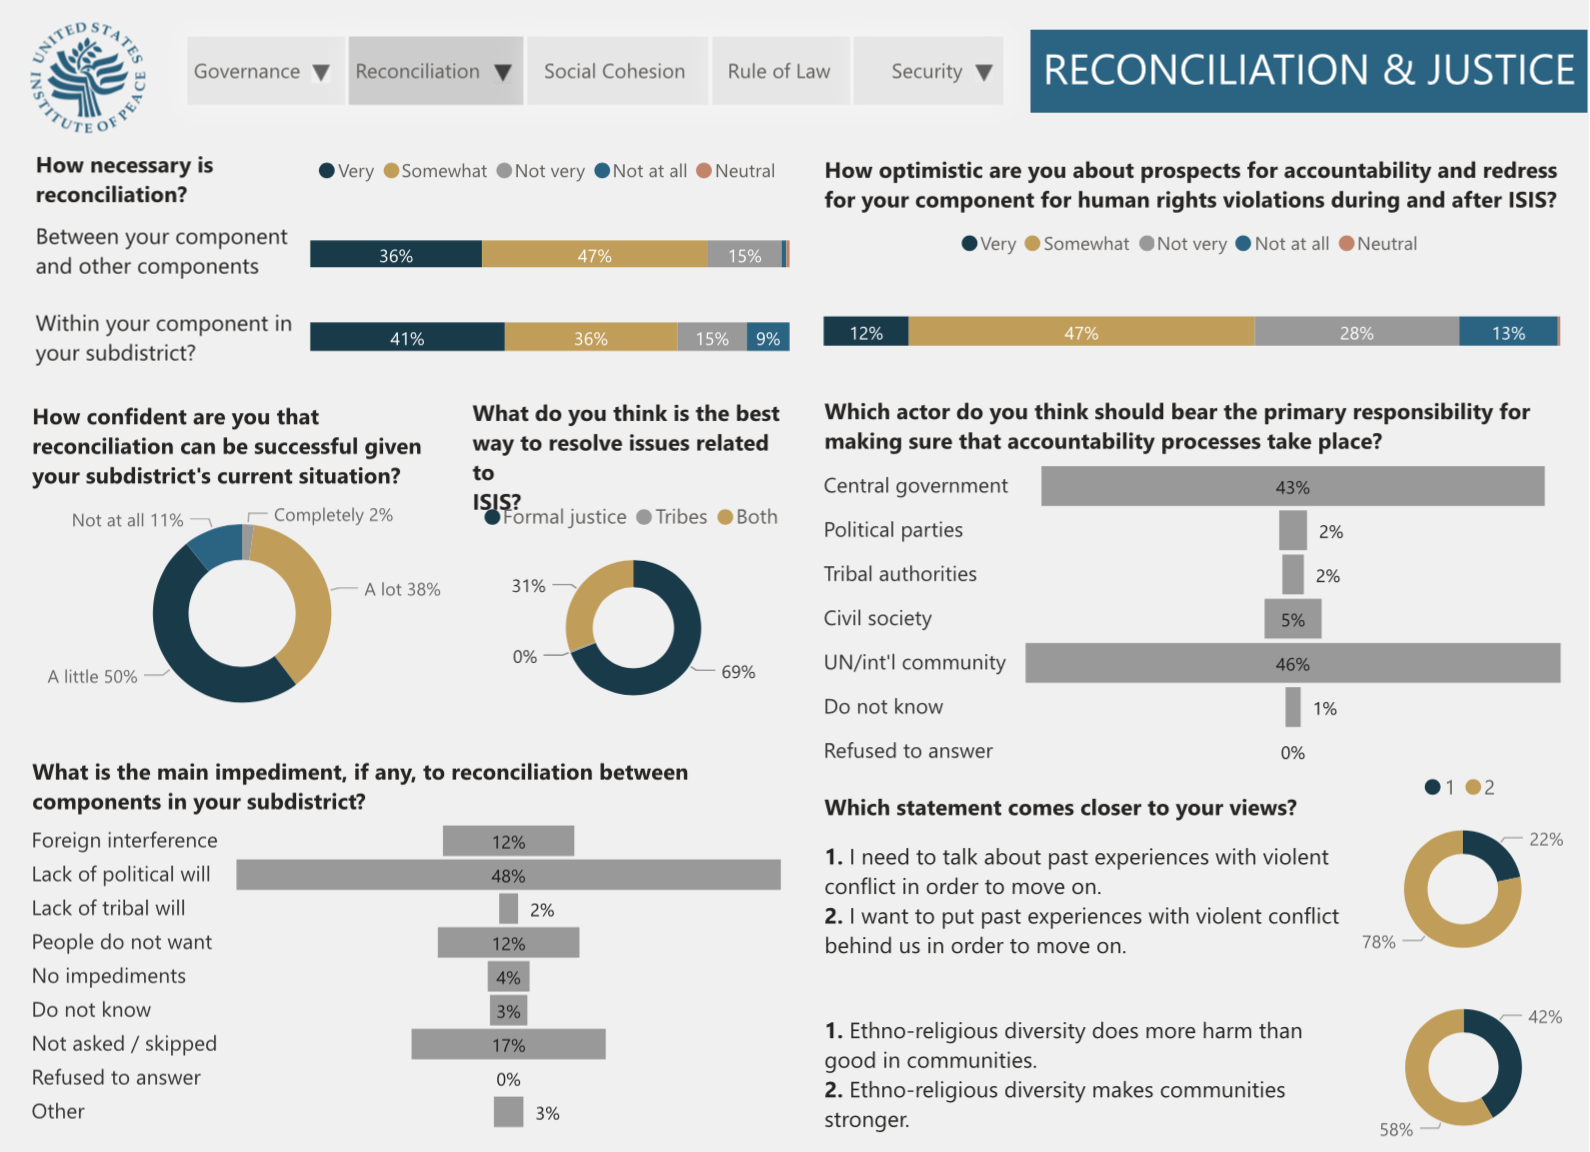 UNITED STATES INSTITUTE OF PEACE
Governance
Reconciliation
Social Cohesion
Rule of Law
Security
RECONCILIATION & JUSTICE
How necessary is
reconciliation?
Very Somewhat Not very Not at all Neutral
Between your component
and other components
36% 47% 15%
Within your component in
your subdistrict?
41% 36% 15% 9%
How optimistic are you about prospects for accountability and redress
for your component for human rights violations during and after ISIS?
Very Somewhat Not very Not at all Neutral
12% 47% 28% 13%
How confident are you that
reconciliation can be successful given
your subdistrict's current situation?
Not at all 11%
Completely 2%
A lot 38%
A little 50%
What do you think is the best
way to resolve issues related
to
ISIS?
Formal justice Tribes Both
31%
0%
69%
Which actor do you think should bear the primary responsibility for
making sure that accountability processes take place?
Central government 43%
Political parties 2%
Tribal authorities 2%
Civil society 5%
UN/int'l community 46%
Do not know 1%
Refused to answer 0%
What is the main impediment, if any, to reconciliation between
components in your subdistrict?
Foreign interference 12%
Lack of political will 48%
Lack of tribal will 2%
People do not want 12%
No impediments 4%
Do not know 3%
Not asked / skipped 17%
Refused to answer 0%
Other 3%
Which statement comes closer to your views?
1 2
1. I need to talk about past experiences with violent
conflict in order to move on.
2. I want to put past experiences with violent conflict
behind us in order to move on.
22%
78%
1. Ethno-religious diversity does more harm than
good in communities.
2. Ethno-religious diversity makes communities
stronger.
42%
58%